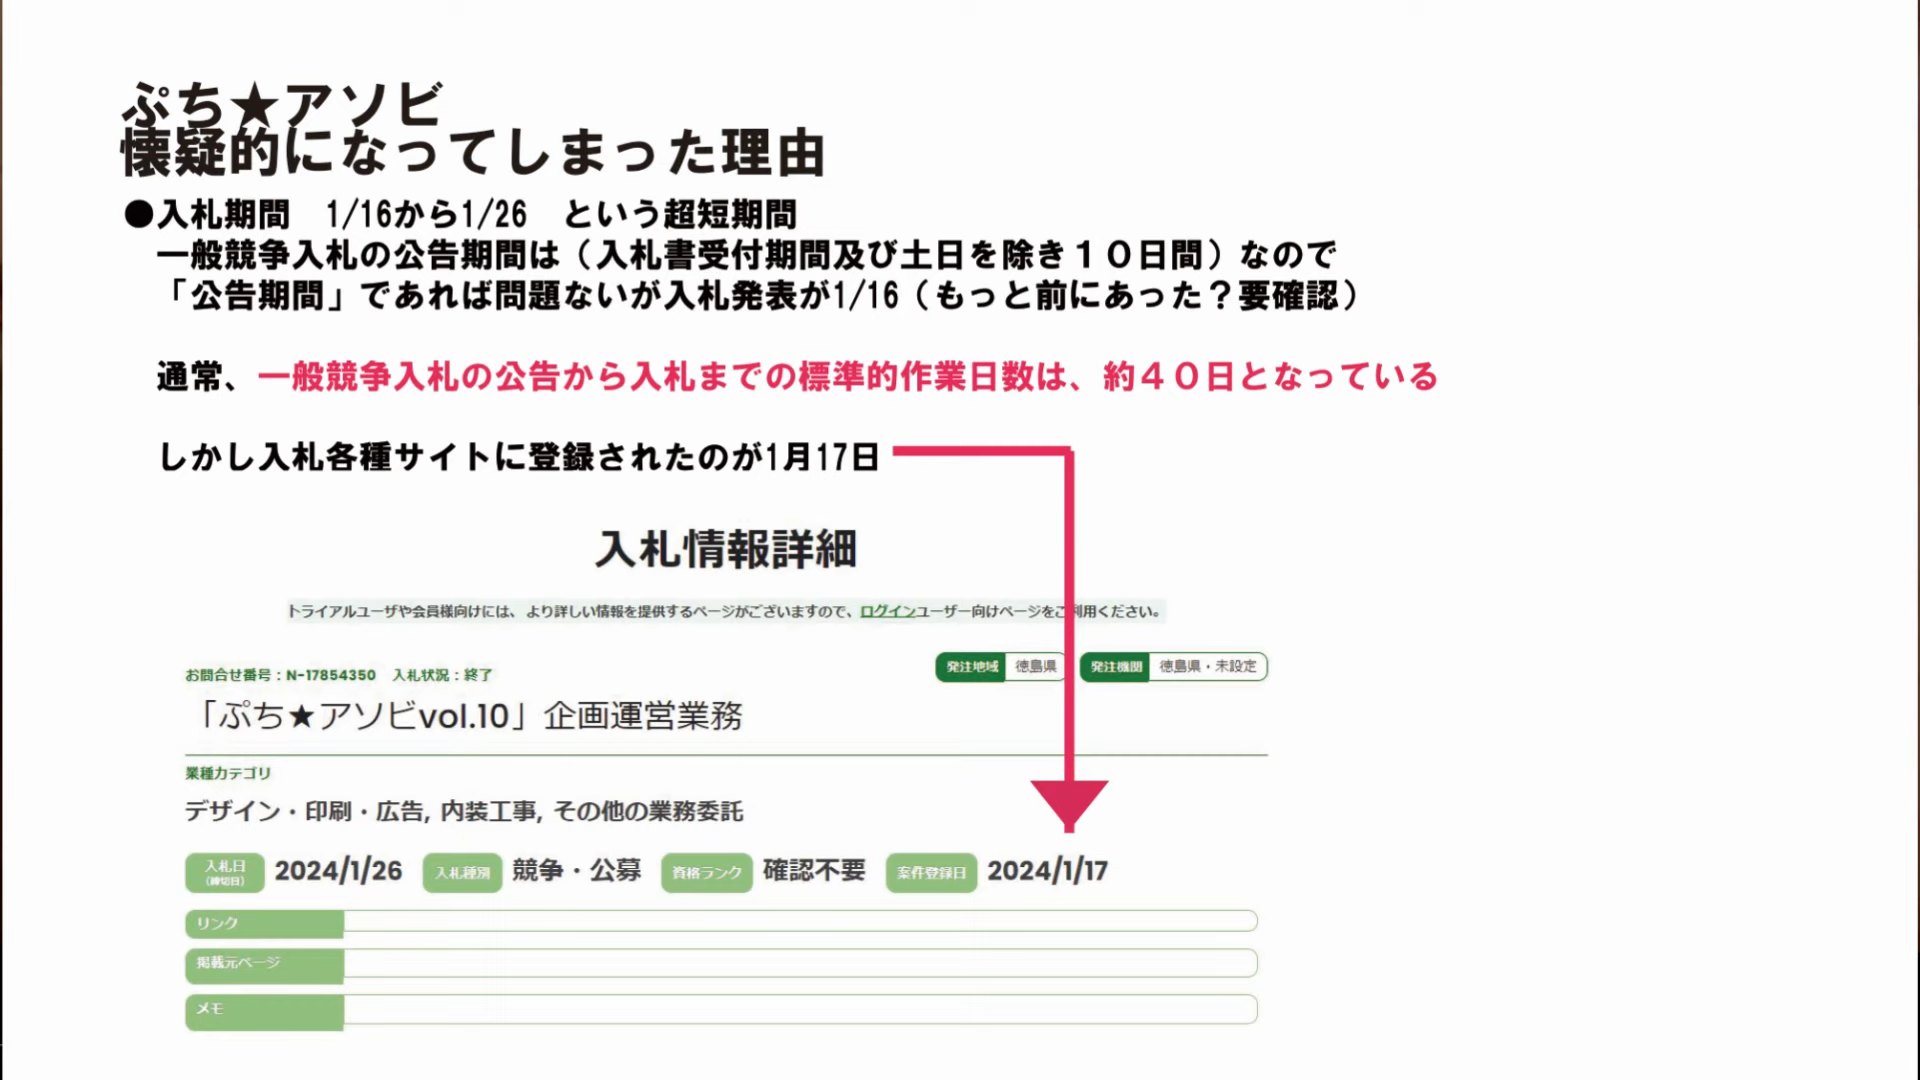 ぷち★アソビ
懐疑的になってしまった理由
●入札期間　1/16から1/26　という超短期間
一般競争入札の公告期間は（入札書受付期間及び土日を除き１０日間）なので
「公告期間」であれば問題ないが入札発表が1/16（もっと前にあった？要確認）
通常、一般競争入札の公告から入札までの標準的作業日数は、約４０日となっている
しかし入札各種サイトに登録されたのが1月17日
入札情報詳細
トライアルユーザや会員様向けには、より詳しい情報を提供するページがございますので、ログインユーザー向けページをご利用ください。
お問合せ番号：N-17854350　入札状況：終了　発注地域　徳島県　発注機関　徳島県・未設定
「ぷち★アソビvol.10」企画運営業務
業種カテゴリ
デザイン・印刷・広告, 内装工事, その他の業務委託
入札日（締切日）　2024/1/26　入札種別　競争・公募　資格ランク　確認不要　案件登録日　2024/1/17
リンク
掲載元ページ
メモ